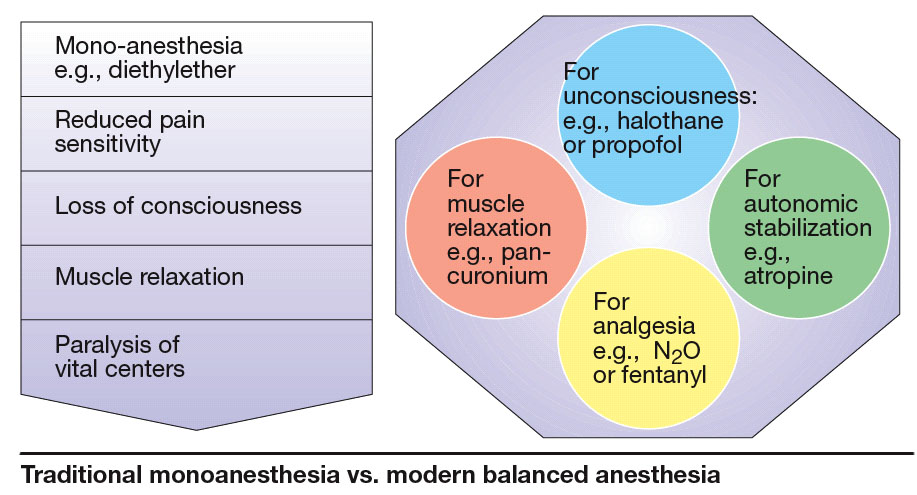 Mono-anesthesia
e.g., diethylether
Reduced pain
sensitivity
Loss of consciousness
Muscle relaxation
Paralysis of
vital centers
For
unconsciousness:
e.g., halothane
or propofol
For
muscle
relaxation
e.g., pan-
curonium
For
autonomic
stabilization
e.g.,
atropine
For
analgesia
e.g., N₂O
or fentanyl
Traditional monoanesthesia vs. modern balanced anesthesia